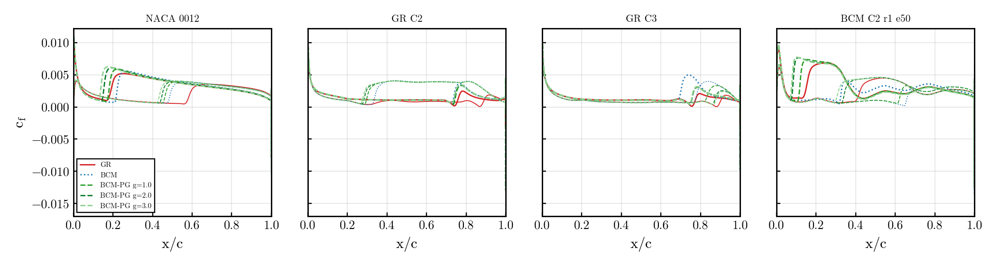 NACA 0012
GR C2
GR C3
BCM C2 r1 e50
0.010
0.005
0.000
−0.005
−0.010
−0.015
c_f
GR
BCM
BCM-PG g=1.0
BCM-PG g=2.0
BCM-PG g=3.0
0.0 0.2 0.4 0.6 0.8 1.0
0.0 0.2 0.4 0.6 0.8 1.0
0.0 0.2 0.4 0.6 0.8 1.0
0.0 0.2 0.4 0.6 0.8 1.0
x/c
x/c
x/c
x/c